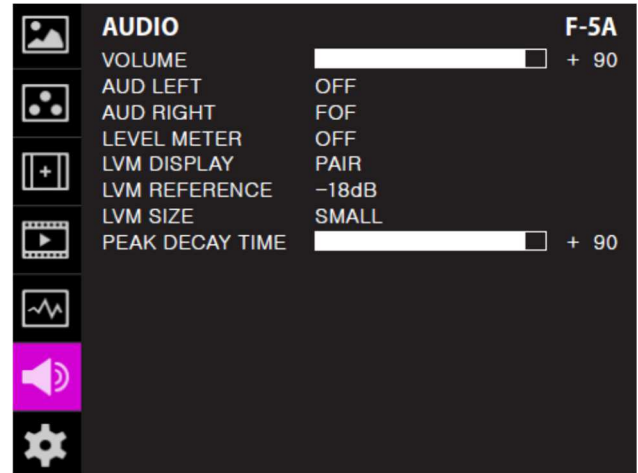 AUDIO F-5A
VOLUME + 90
AUD LEFT OFF
AUD RIGHT FOF
LEVEL METER OFF
LVM DISPLAY PAIR
LVM REFERENCE -18dB
LVM SIZE SMALL
PEAK DECAY TIME + 90